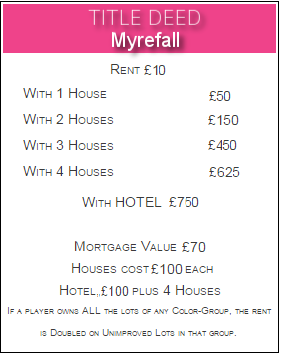 TITLE DEED
Myrefall
RENT £10
WITH 1 HOUSE £50
WITH 2 HOUSES £150
WITH 3 HOUSES £450
WITH 4 HOUSES £625
WITH HOTEL £750
MORTGAGE VALUE £70
HOUSES COST £100 EACH
HOTEL,,£100 PLUS 4 HOUSES
IF A PLAYER OWNS ALL THE LOTS OF ANY COLOR-GROUP, THE RENT
IS DOUBLED ON UNIMPROVED LOTS IN THAT GROUP.